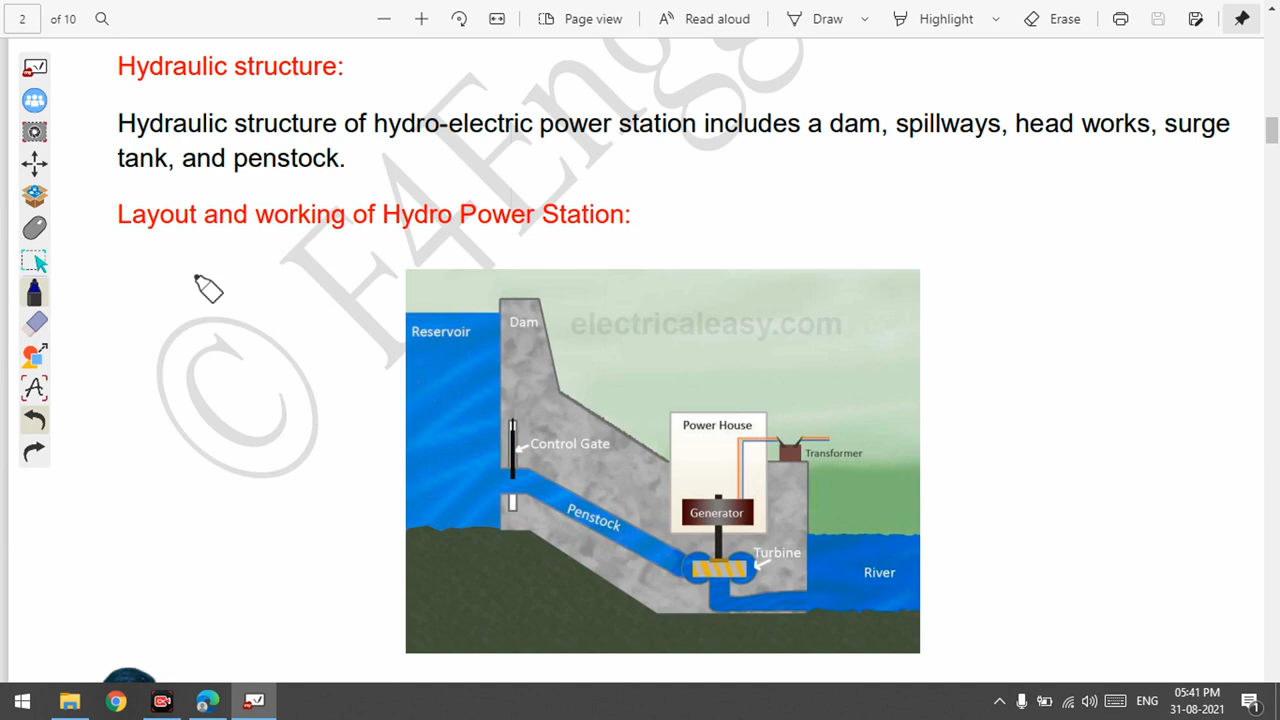 2 of 10 Page view Read aloud Draw Highlight Erase
Hydraulic structure:
Hydraulic structure of hydro-electric power station includes a dam, spillways, head works, surge
tank, and penstock.
Layout and working of Hydro Power Station:
© E4Engg
Reservoir
Dam
electricaleasy.com
Control Gate
Power House
Transformer
Penstock
Generator
Turbine
River
ENG
05:41 PM
31-08-2021
1